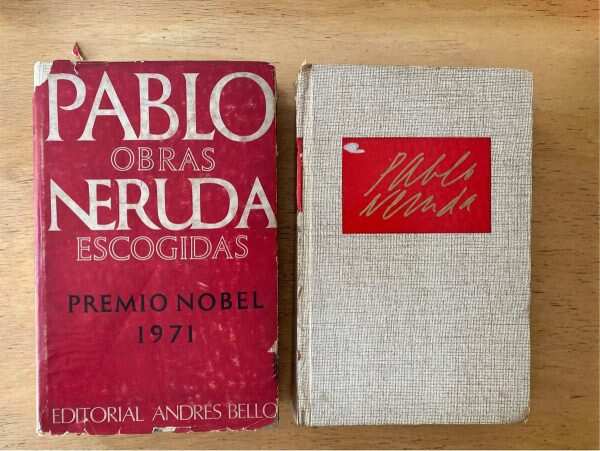 PABLO
OBRAS
NERUDA
ESCOGIDAS
PREMIO NOBEL
1971
EDITORIAL ANDRES BELLO
Pablo
Neruda